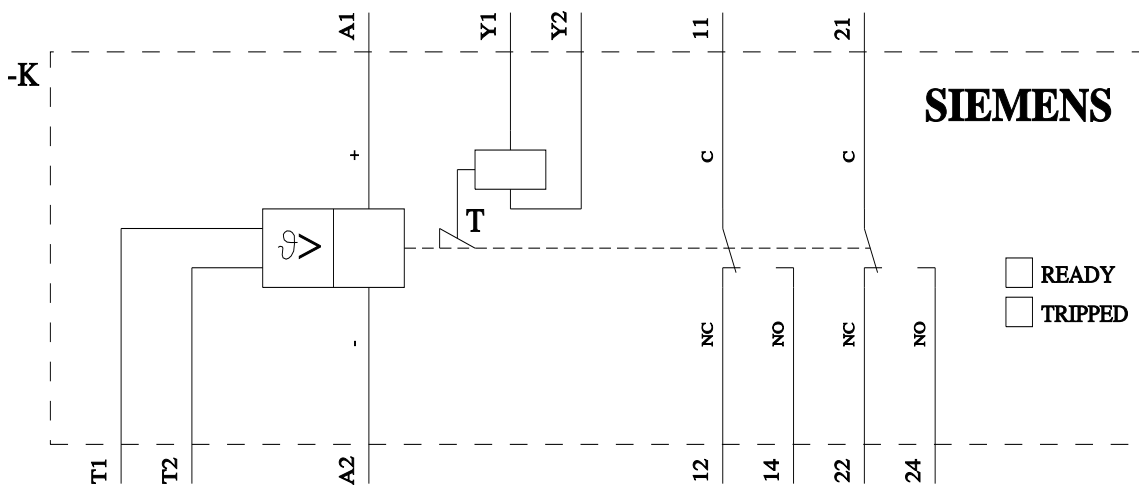 A1
Y1
Y2
11
21
-K
SIEMENS
+
C
C
T
ϑ>
READY
TRIPPED
-
NC
NO
NC
NO
T1
T2
A2
12
14
22
24